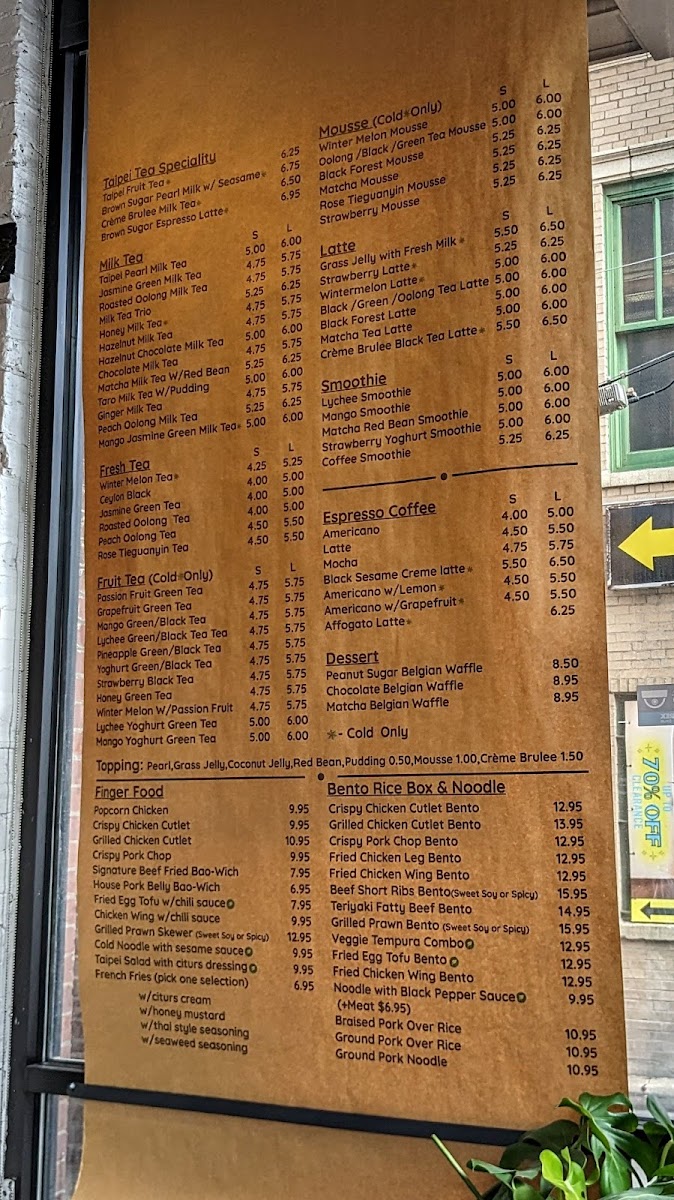 Taipei Tea Speciality
Taipei Fruit Tea* 6.25
Brown Sugar Pearl Milk w/ Seasome* 6.75
Crème Brulee Milk Tea* 6.50
Brown Sugar Espresso Latte* 6.95
Milk Tea S L
Taipei Pearl Milk Tea 5.00 6.00
Jasmine Green Milk Tea 4.75 5.75
Roasted Oolong Milk Tea 4.75 5.75
Milk Tea Trio 5.25 6.25
Honey Milk Tea* 4.75 5.75
Hazelnut Milk Tea 4.75 5.75
Hazelnut Chocolate Milk Tea 5.00 6.00
Chocolate Milk Tea 4.75 5.75
Matcha Milk Tea W/Red Bean 5.25 6.25
Taro Milk Tea W/Pudding 5.00 6.00
Ginger Milk Tea 4.75 5.75
Peach Oolong Milk Tea 5.25 6.25
Mango Jasmine Green Milk Tea* 5.00 6.00
Fresh Tea S L
Winter Melon Tea* 4.25 5.25
Ceylon Black 4.00 5.00
Jasmine Green Tea 4.00 5.00
Roasted Oolong Tea 4.00 5.00
Peach Oolong Tea 4.50 5.50
Rose Tieguanyin Tea 4.50 5.50
Fruit Tea (Cold*Only) S L
Passion Fruit Green Tea 4.75 5.75
Grapefruit Green Tea 4.75 5.75
Mango Green/Black Tea 4.75 5.75
Lychee Green/Black Tea Tea 4.75 5.75
Pineapple Green/Black Tea 4.75 5.75
Yoghurt Green/Black Tea 4.75 5.75
Strawberry Black Tea 4.75 5.75
Honey Green Tea 4.75 5.75
Winter Melon W/Passion Fruit 4.75 5.75
Lychee Yoghurt Green Tea 5.00 6.00
Mango Yoghurt Green Tea 5.00 6.00
Mousse (Cold*Only) S L
Winter Melon Mousse 5.00 6.00
Oolong /Black /Green Tea Mousse 5.00 6.00
Black Forest Mousse 5.25 6.25
Matcha Mousse 5.25 6.25
Rose Tieguanyin Mousse 5.25 6.25
Strawberry Mousse 5.25 6.25
Latte S L
Grass Jelly with Fresh Milk * 5.50 6.50
Strawberry Latte* 5.25 6.25
Wintermelon Latte* 5.00 6.00
Black /Green /Oolong Tea Latte 5.00 6.00
Black Forest Latte 5.00 6.00
Matcha Tea Latte 5.00 6.00
Crème Brulee Black Tea Latte* 5.50 6.50
Smoothie S L
Lychee Smoothie 5.00 6.00
Mango Smoothie 5.00 6.00
Matcha Red Bean Smoothie 5.00 6.00
Strawberry Yoghurt Smoothie 5.00 6.00
Coffee Smoothie 5.25 6.25
Espresso Coffee S L
Americano 4.00 5.00
Latte 4.50 5.50
Mocha 4.75 5.75
Black Sesame Creme latte* 5.50 6.50
Americano w/Lemon* 4.50 5.50
Americano w/Grapefruit* 4.50 5.50
Affogato Latte* 6.25
Dessert
Peanut Sugar Belgian Waffle 8.50
Chocolate Belgian Waffle 8.95
Matcha Belgian Waffle 8.95
*- Cold Only
Topping: Pearl,Grass Jelly,Coconut Jelly,Red Bean,Pudding 0.50,Mousse 1.00,Crème Brulee 1.50
Finger Food
Popcorn Chicken 9.95
Crispy Chicken Cutlet 9.95
Grilled Chicken Cutlet 10.95
Crispy Pork Chop 9.95
Signature Beef Fried Bao-Wich 7.95
House Pork Belly Bao-Wich 6.95
Fried Egg Tofu w/chili sauce 7.95
Chicken Wing w/chili sauce 9.95
Grilled Prawn Skewer (Sweet Soy or Spicy) 12.95
Cold Noodle with sesame sauce 9.95
Taipei Salad with citurs dressing 9.95
French Fries (pick one selection) 6.95
w/citurs cream
w/honey mustard
w/thai style seasoning
w/seaweed seasoning
Bento Rice Box & Noodle
Crispy Chicken Cutlet Bento 12.95
Grilled Chicken Cutlet Bento 13.95
Crispy Pork Chop Bento 12.95
Fried Chicken Leg Bento 12.95
Fried Chicken Wing Bento 12.95
Beef Short Ribs Bento(Sweet Soy or Spicy) 15.95
Teriyaki Fatty Beef Bento 14.95
Grilled Prawn Bento (Sweet Soy or Spicy) 15.95
Veggie Tempura Combo 12.95
Fried Egg Tofu Bento 12.95
Fried Chicken Wing Bento 12.95
Noodle with Black Pepper Sauce 9.95
(+Meat $6.95)
Braised Pork Over Rice 10.95
Ground Pork Over Rice 10.95
Ground Pork Noodle 10.95
UP TO
70% OFF
CLEARANCE